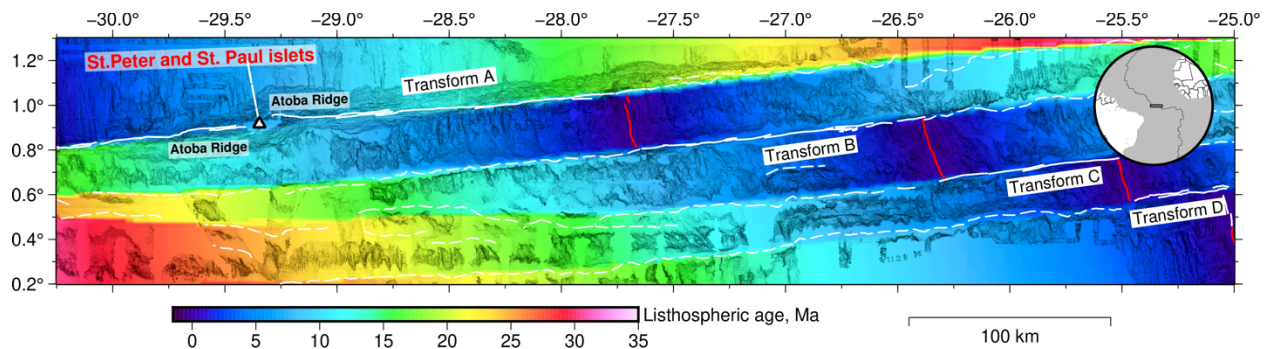 −30.0° −29.5° −29.0° −28.5° −28.0° −27.5° −27.0° −26.5° −26.0° −25.5° −25.0°
1.2°
1.0°
0.8°
0.6°
0.4°
0.2°
St.Peter and St. Paul islets
Transform A
Atoba Ridge
Atoba Ridge
Transform B
Transform C
Transform D
0 5 10 15 20 25 30 35
Listhospheric age, Ma
100 km